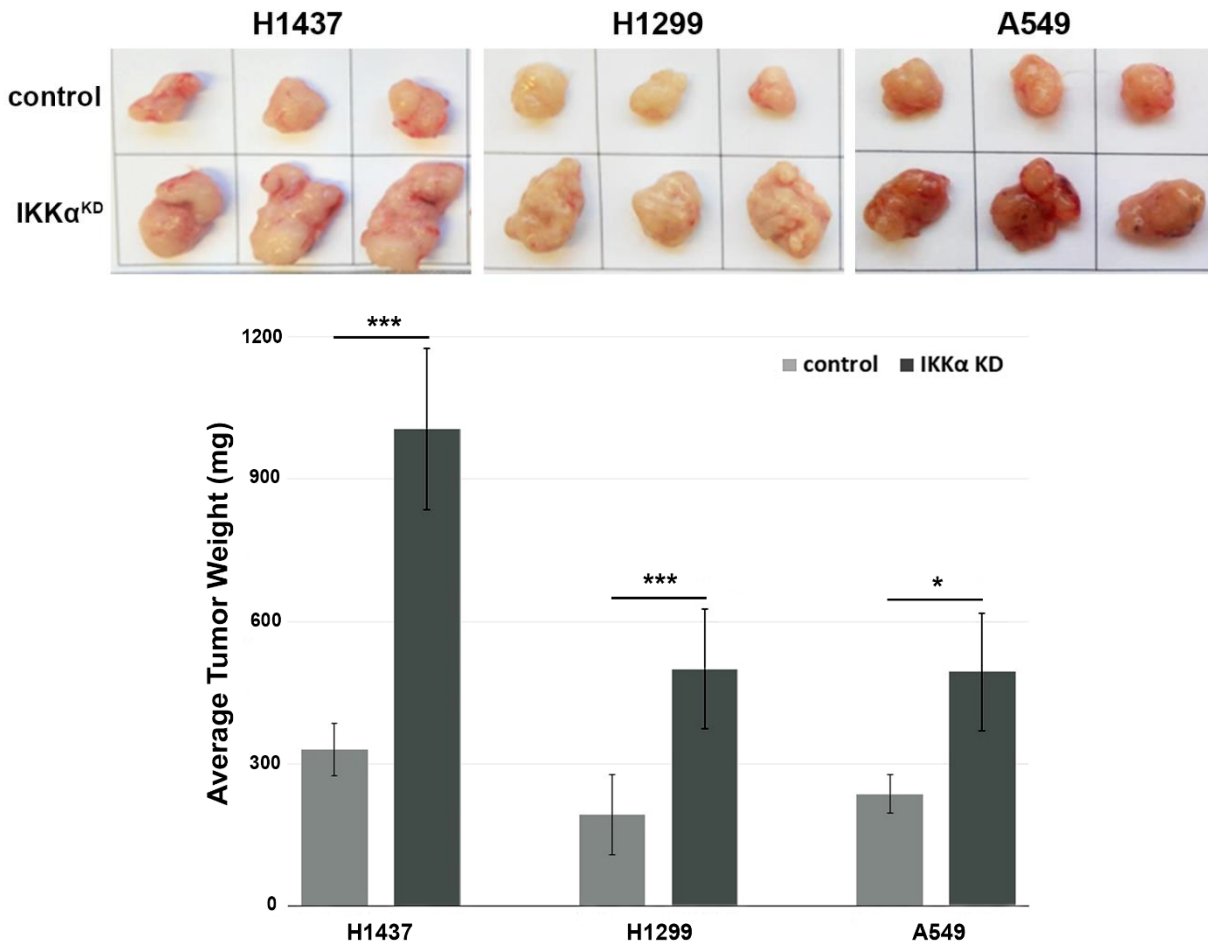 H1437 H1299 A549
control
IKKα^KD
***
1200
control IKKα KD
900
Average Tumor Weight (mg)
***
*
600
300
0
H1437 H1299 A549